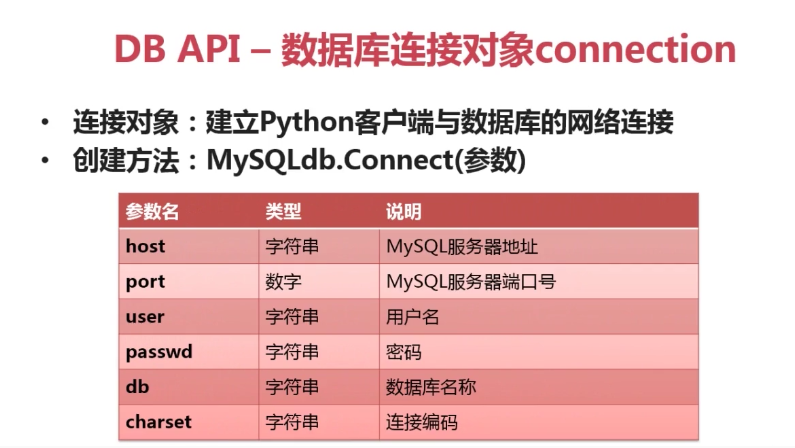 DB API – 数据库连接对象connection
• 连接对象：建立Python客户端与数据库的网络连接
• 创建方法：MySQLdb.Connect(参数)
参数名 类型 说明
host 字符串 MySQL服务器地址
port 数字 MySQL服务器端口号
user 字符串 用户名
passwd 字符串 密码
db 字符串 数据库名称
charset 字符串 连接编码